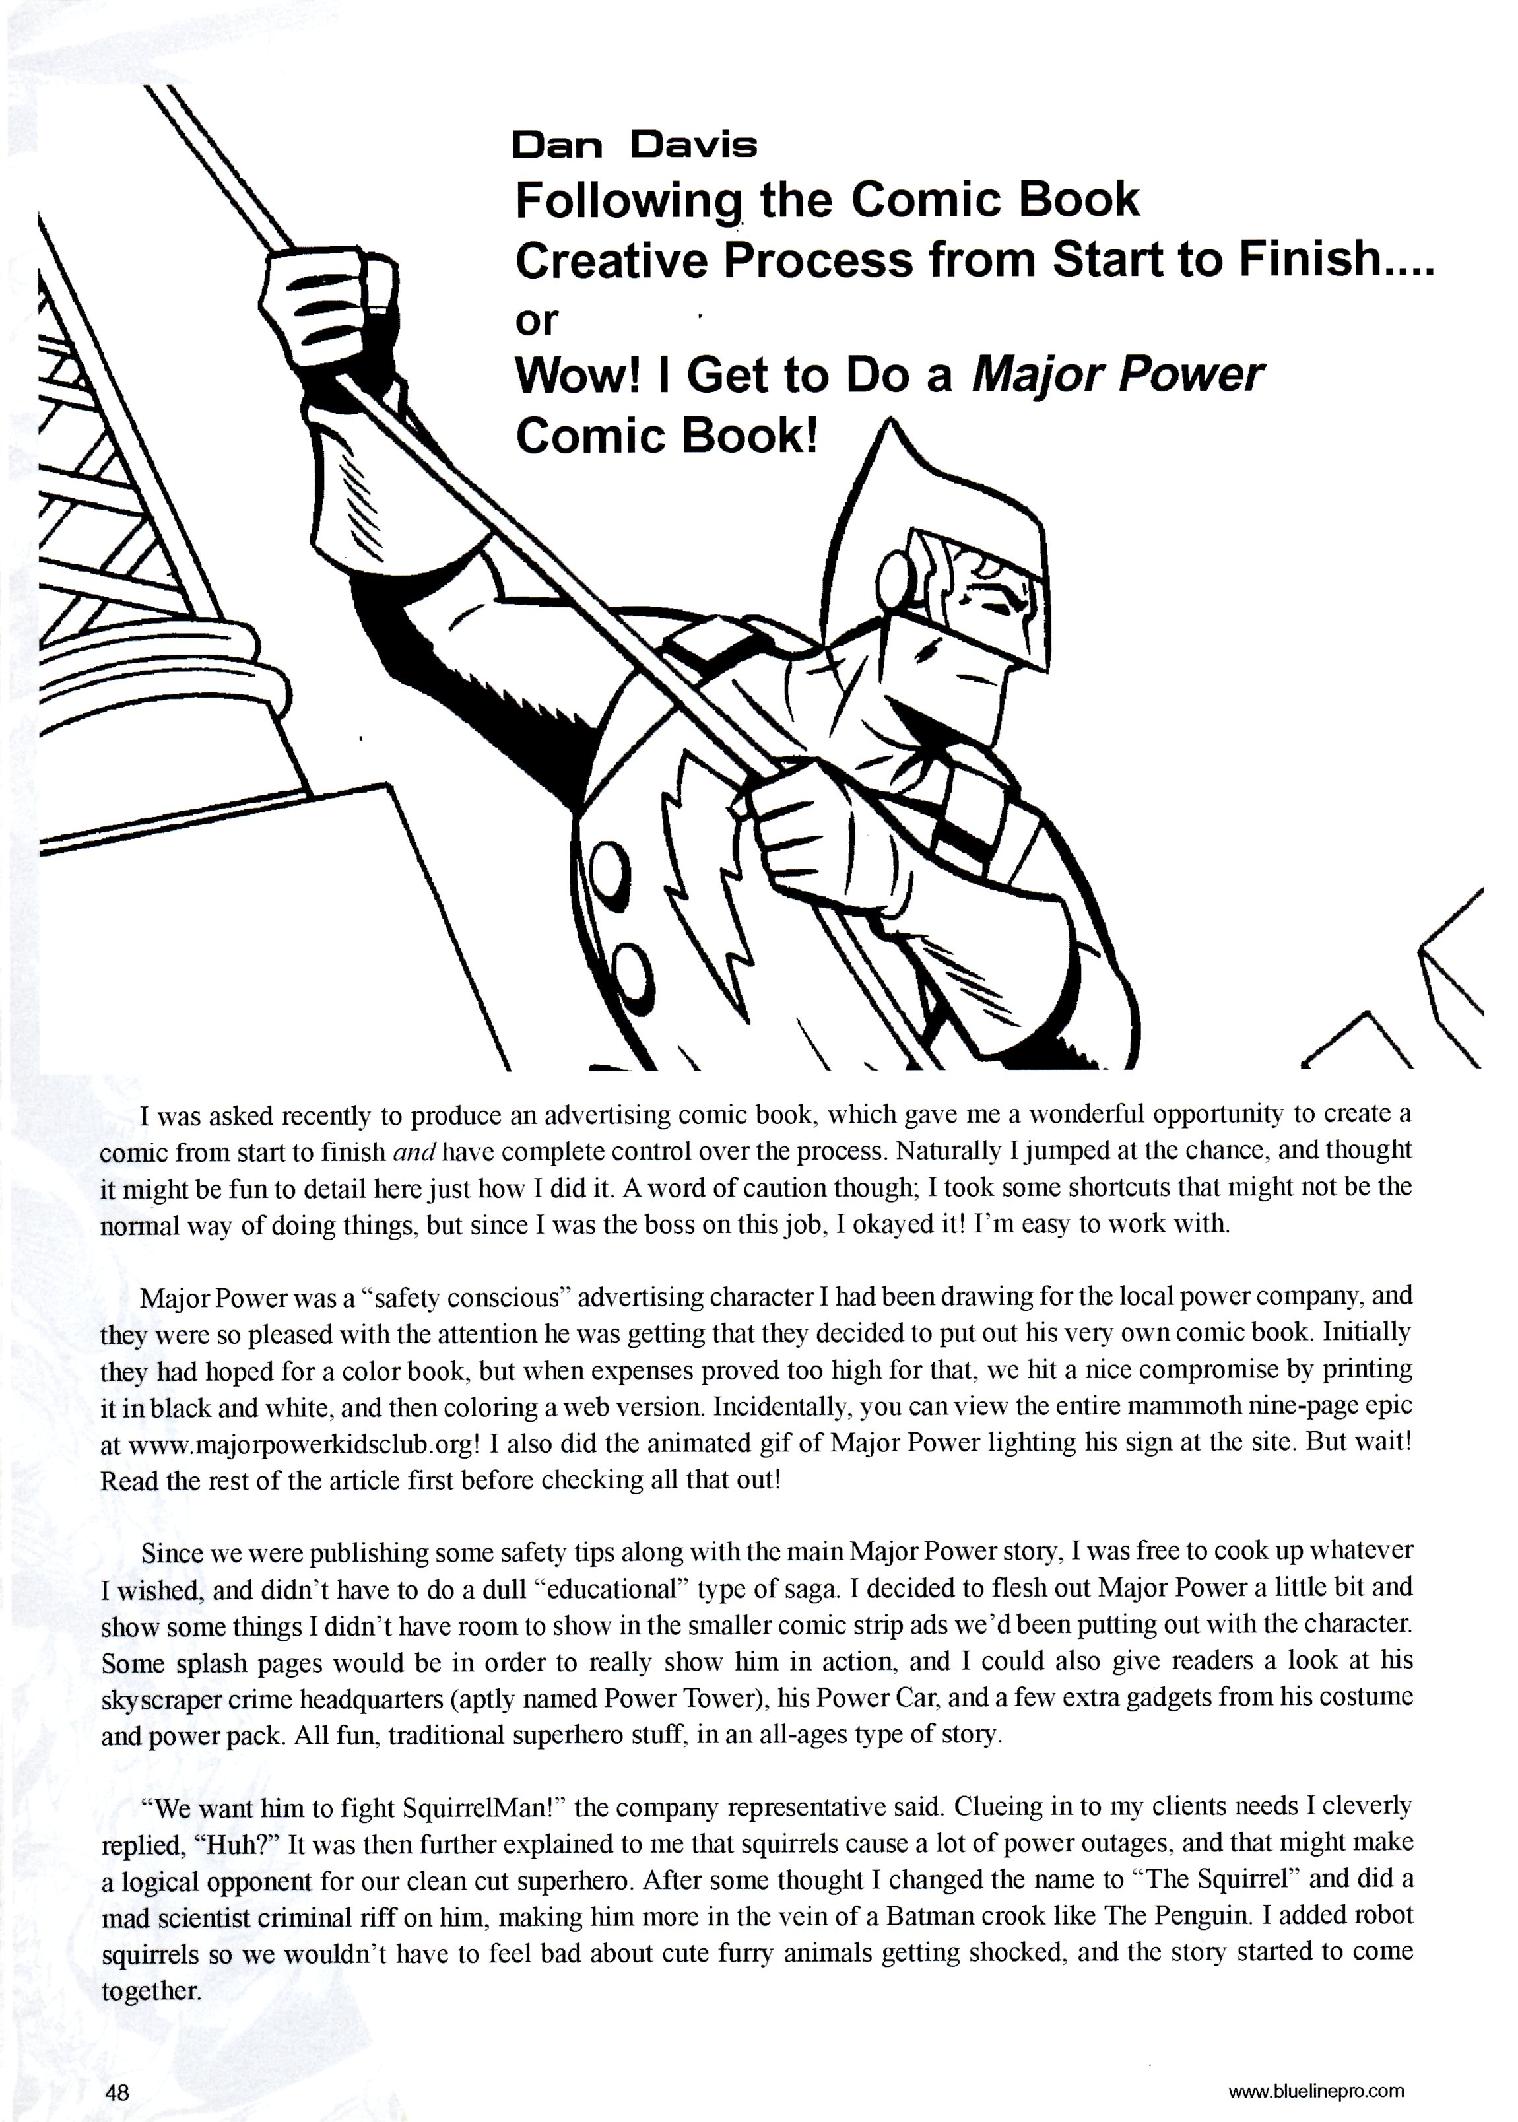 Dan Davis
Following the Comic Book
Creative Process from Start to Finish....
or
Wow! I Get to Do a Major Power
Comic Book!
I was asked recently to produce an advertising comic book, which gave me a wonderful opportunity to create a
comic from start to finish and have complete control over the process. Naturally I jumped at the chance, and thought
it might be fun to detail here just how I did it. A word of caution though; I took some shortcuts that might not be the
normal way of doing things, but since I was the boss on this job, I okayed it! I'm easy to work with.
Major Power was a “safety conscious” advertising character I had been drawing for the local power company, and
they were so pleased with the attention he was getting that they decided to put out his very own comic book. Initially
they had hoped for a color book, but when expenses proved too high for that, we hit a nice compromise by printing
it in black and white, and then coloring a web version. Incidentally, you can view the entire mammoth nine-page epic
at www.majorpowerkidsclub.org! I also did the animated gif of Major Power lighting his sign at the site. But wait!
Read the rest of the article first before checking all that out!
Since we were publishing some safety tips along with the main Major Power story, I was free to cook up whatever
I wished, and didn't have to do a dull “educational” type of saga. I decided to flesh out Major Power a little bit and
show some things I didn't have room to show in the smaller comic strip ads we'd been putting out with the character.
Some splash pages would be in order to really show him in action, and I could also give readers a look at his
skyscraper crime headquarters (aptly named Power Tower), his Power Car, and a few extra gadgets from his costume
and power pack. All fun, traditional superhero stuff, in an all-ages type of story.
“We want him to fight SquirrelMan!” the company representative said. Clueing in to my clients needs I cleverly
replied, “Huh?” It was then further explained to me that squirrels cause a lot of power outages, and that might make
a logical opponent for our clean cut superhero. After some thought I changed the name to “The Squirrel” and did a
mad scientist criminal riff on him, making him more in the vein of a Batman crook like The Penguin. I added robot
squirrels so we wouldn't have to feel bad about cute furry animals getting shocked, and the story started to come
together.
48
www.bluelinepro.com